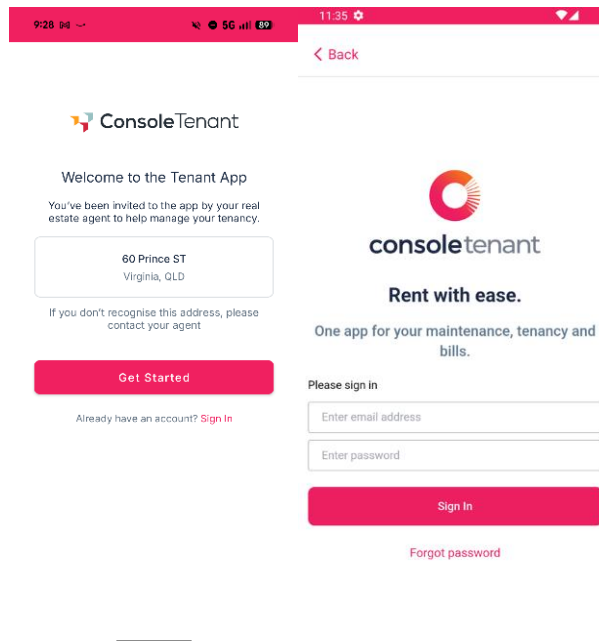 9:28
5G 89
ConsoleTenant
Welcome to the Tenant App
You've been invited to the app by your real
estate agent to help manage your tenancy.
60 Prince ST
Virginia, QLD
If you don't recognise this address, please
contact your agent
Get Started
Already have an account? Sign In
11:35
Back
consoletenant
Rent with ease.
One app for your maintenance, tenancy and
bills.
Please sign in
Enter email address
Enter password
Sign In
Forgot password